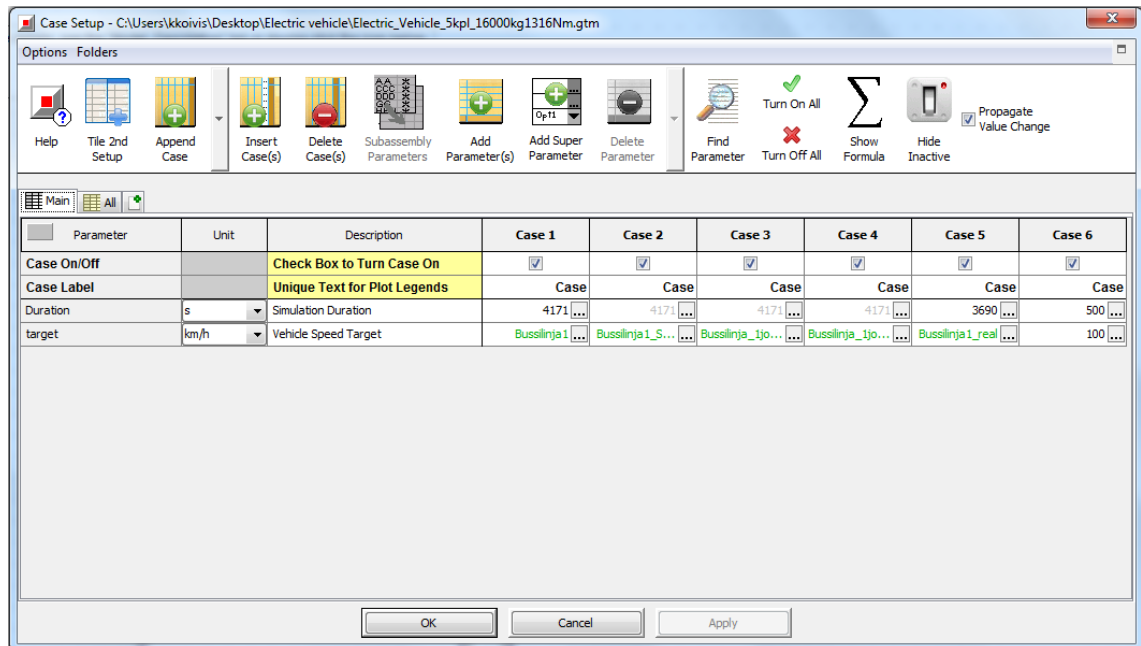 Case Setup - C:\Users\kkoivis\Desktop\Electric vehicle\Electric_Vehicle_5kpl_16000kg1316Nm.gtm
Options Folders
Help
Tile 2nd Setup
Append Case
Insert Case(s)
Delete Case(s)
Subassembly Parameters
Add Parameter(s)
Opt1
Add Super Parameter
Delete Parameter
Find Parameter
Turn On All
Turn Off All
Show Formula
Hide Inactive
Propagate Value Change
Main All
Parameter Unit Description Case 1 Case 2 Case 3 Case 4 Case 5 Case 6
Case On/Off Check Box to Turn Case On
Case Label Unique Text for Plot Legends Case Case Case Case Case Case
Duration s Simulation Duration 4171 ... 4171 ... 4171 ... 4171 ... 3690 ... 500 ...
target km/h Vehicle Speed Target Bussilinja1 ... Bussilinja1_S... ... Bussilinja_1jo... ... Bussilinja_1jo... ... Bussilinja1_real ... 100 ...
OK Cancel Apply